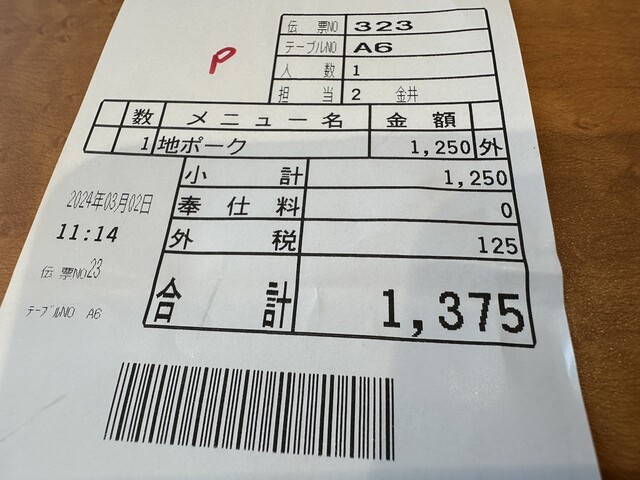 伝票NO 323
テーブルNO A6
P
人数 1
担当 2 金井
数 メニュー名 金額
1 地ポーク 1,250 外
小計 1,250
奉仕料 0
外税 125
合計 1,375
2024年03月02日
11:14
伝票NO23
テーブルNO A6